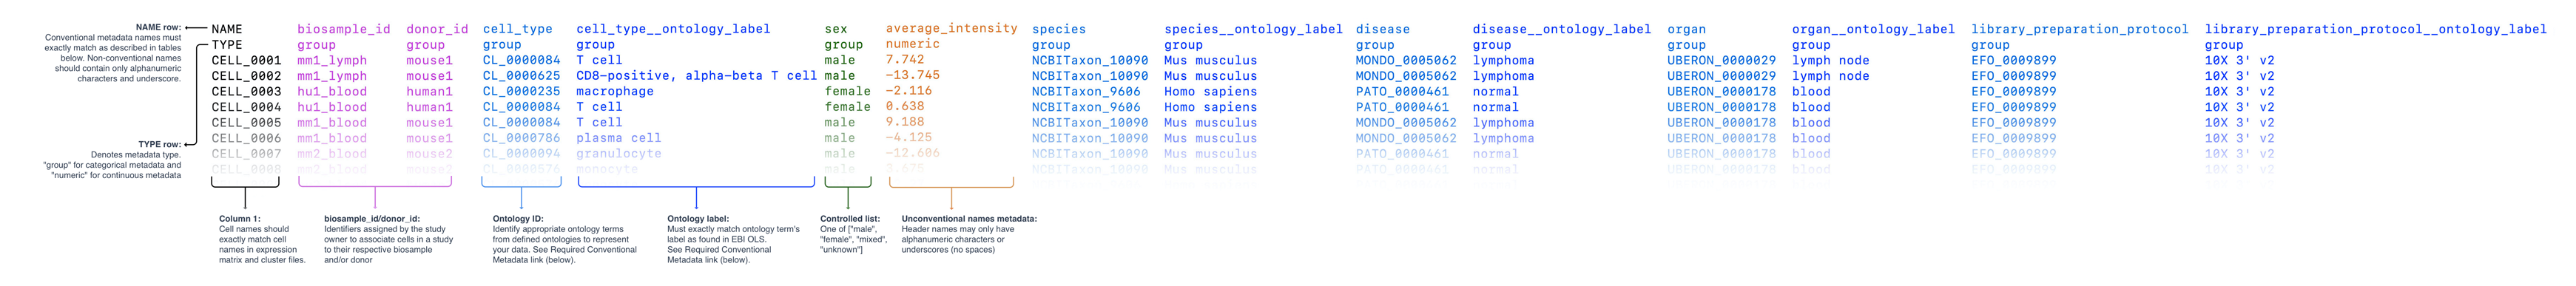 NAME row:
Conventional metadata names must
exactly match as described in tables
below. Non-conventional names
should contain only alphanumeric
characters and underscore.
TYPE row:
Denotes metadata type.
"group" for categorical metadata and
"numeric" for continuous metadata
NAME biosample_id donor_id cell_type cell_type__ontology_label sex average_intensity species species__ontology_label disease disease__ontology_label organ organ__ontology_label library_preparation_protocol library_preparation_protocol__ontology_label
TYPE group group group group group numeric group group group group group group group group
CELL_0001 mm1_lymph mouse1 CL_0000084 T cell male 7.742 NCBITaxon_10090 Mus musculus MONDO_0005062 lymphoma UBERON_0000029 lymph node EFO_0009899 10X 3' v2
CELL_0002 mm1_lymph mouse1 CL_0000625 CD8-positive, alpha-beta T cell male -13.745 NCBITaxon_10090 Mus musculus MONDO_0005062 lymphoma UBERON_0000029 lymph node EFO_0009899 10X 3' v2
CELL_0003 hu1_blood human1 CL_0000235 macrophage female -2.116 NCBITaxon_9606 Homo sapiens PATO_0000461 normal UBERON_0000178 blood EFO_0009899 10X 3' v2
CELL_0004 hu1_blood human1 CL_0000084 T cell female 0.638 NCBITaxon_9606 Homo sapiens PATO_0000461 normal UBERON_0000178 blood EFO_0009899 10X 3' v2
CELL_0005 mm1_blood mouse1 CL_0000084 T cell male 9.188 NCBITaxon_10090 Mus musculus MONDO_0005062 lymphoma UBERON_0000178 blood EFO_0009899 10X 3' v2
CELL_0006 mm1_blood mouse1 CL_0000786 plasma cell male -4.125 NCBITaxon_10090 Mus musculus MONDO_0005062 lymphoma UBERON_0000178 blood EFO_0009899 10X 3' v2
CELL_0007 mm2_blood mouse2 CL_0000094 granulocyte male -12.606 NCBITaxon_10090 Mus musculus PATO_0000461 normal UBERON_0000178 blood EFO_0009899 10X 3' v2
CELL_0008 mm2_blood mouse2 CL_0000576 monocyte male 3.675 NCBITaxon_10090 Mus musculus PATO_0000461 normal UBERON_0000178 blood EFO_0009899 10X 3' v2
Column 1:
Cell names should
exactly match cell
names in expression
matrix and cluster files.
biosample_id/donor_id:
Identifiers assigned by the study
owner to associate cells in a study
to their respective biosample
and/or donor
Ontology ID:
Identify appropriate ontology terms
from defined ontologies to represent
your data. See Required Conventional
Metadata link (below).
Ontology label:
Must exactly match ontology term's
label as found in EBI OLS.
See Required Conventional
Metadata link (below).
Controlled list:
One of ["male",
"female", "mixed",
"unknown"]
Unconventional names metadata:
Header names may only have
alphanumeric characters or
underscores (no spaces)